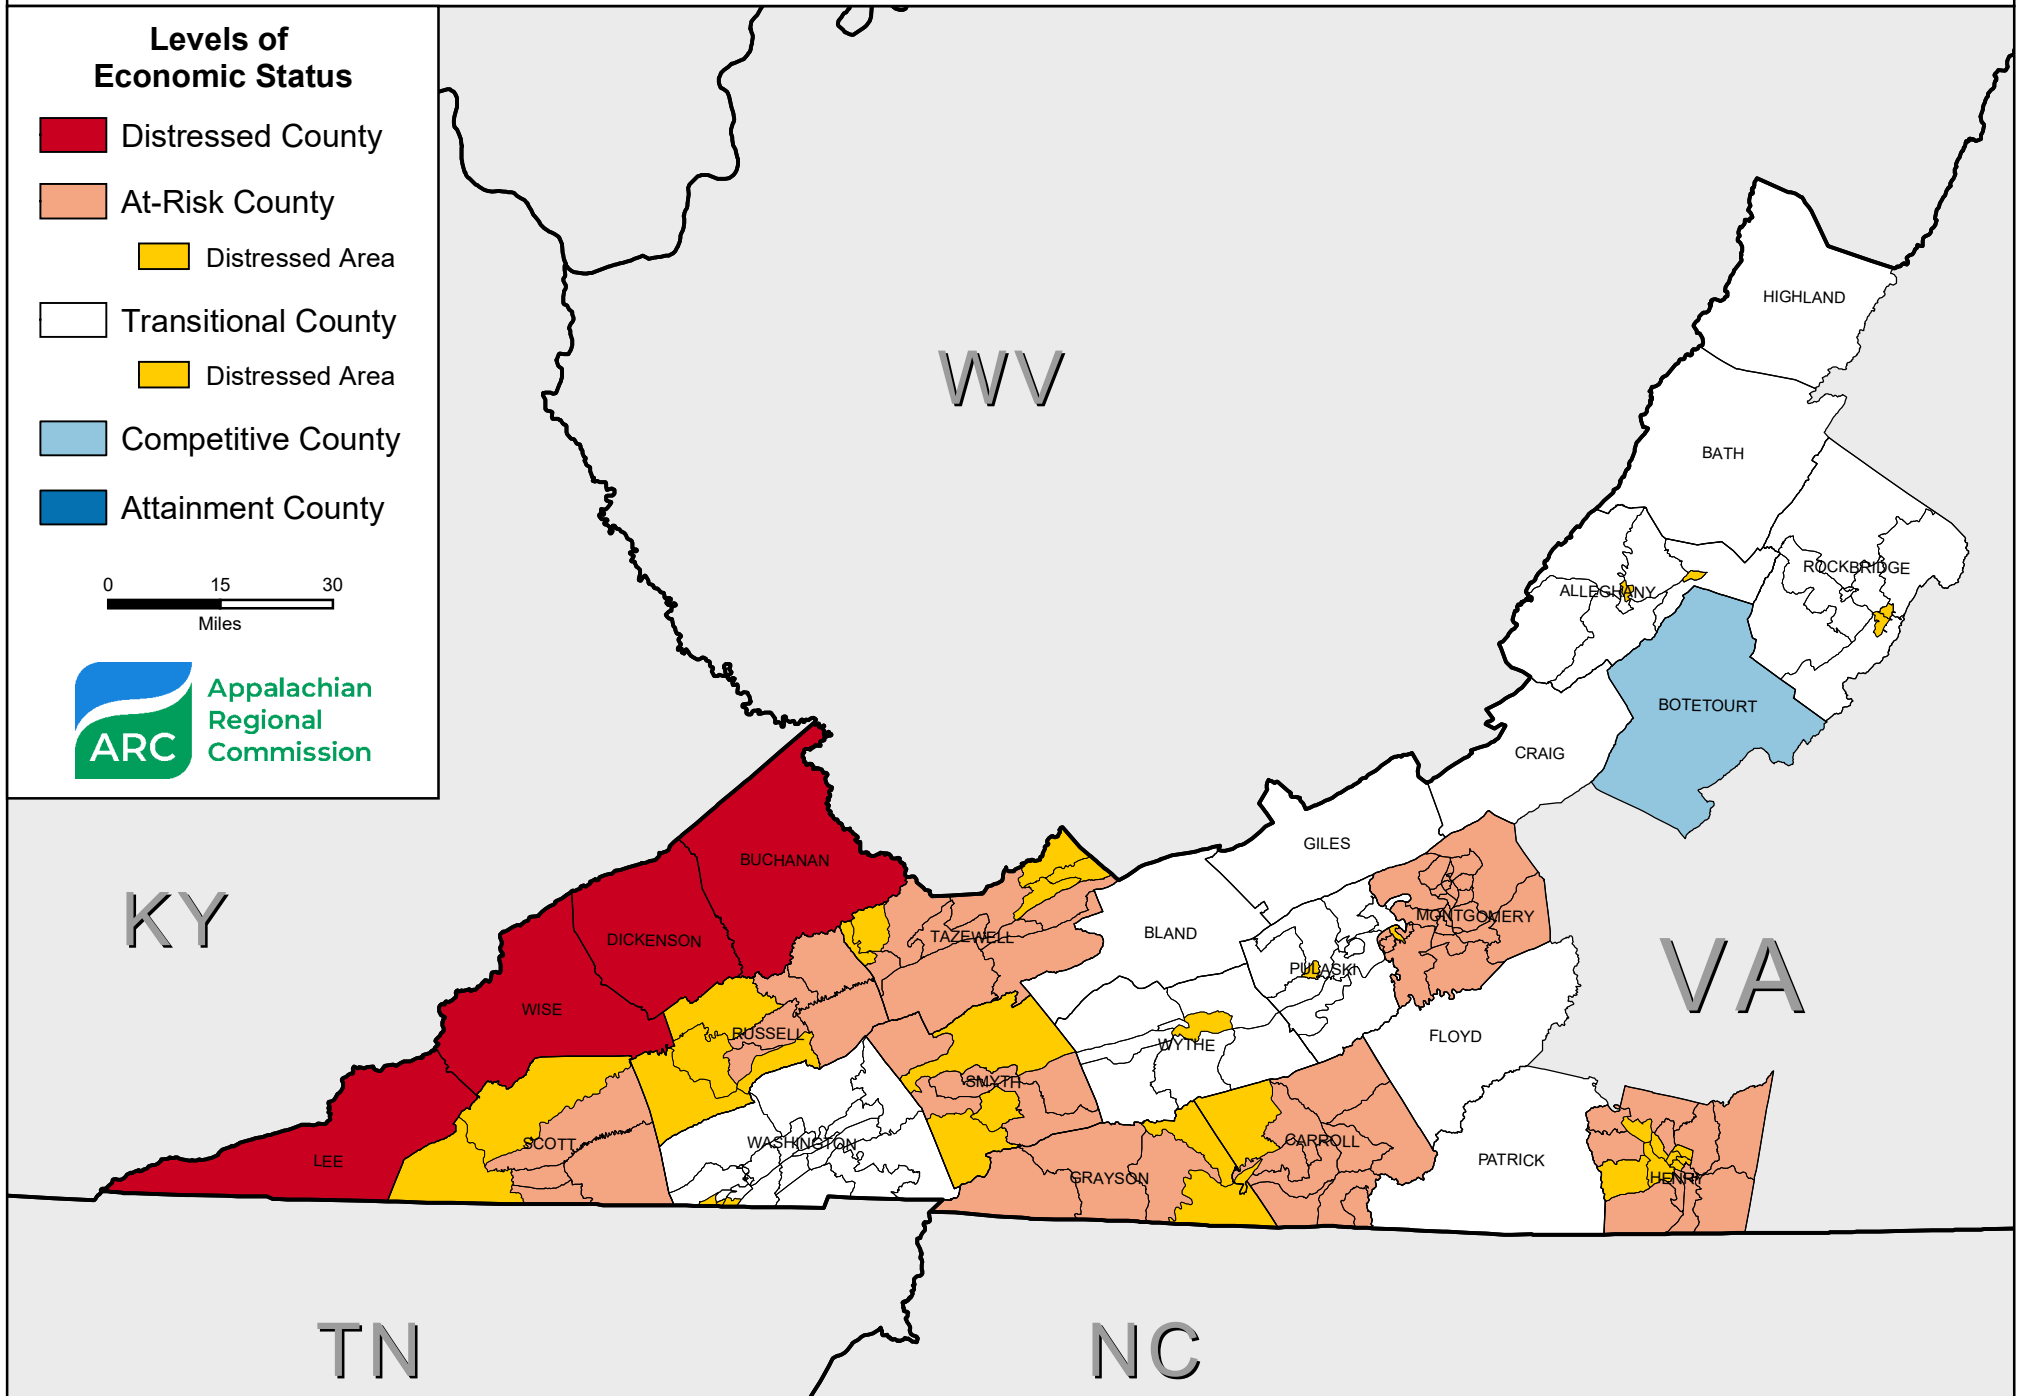 Levels of
Economic Status
Distressed County
At-Risk County
Distressed Area
Transitional County
Distressed Area
Competitive County
Attainment County
0 15 30
Miles
ARC
Appalachian
Regional
Commission
WV
HIGHLAND
BATH
ROCKBRIDGE
ALLEGHANY
BOTETOURT
CRAIG
GILES
BUCHANAN
KY
MONTGOMERY
BLAND
TAZEWELL
DICKENSON
PULASKI
VA
WISE
RUSSELL
FLOYD
WYTHE
SMYTH
SCOTT
WASHINGTON
CARROLL
LEE
PATRICK
GRAYSON
HENRY
TN
NC